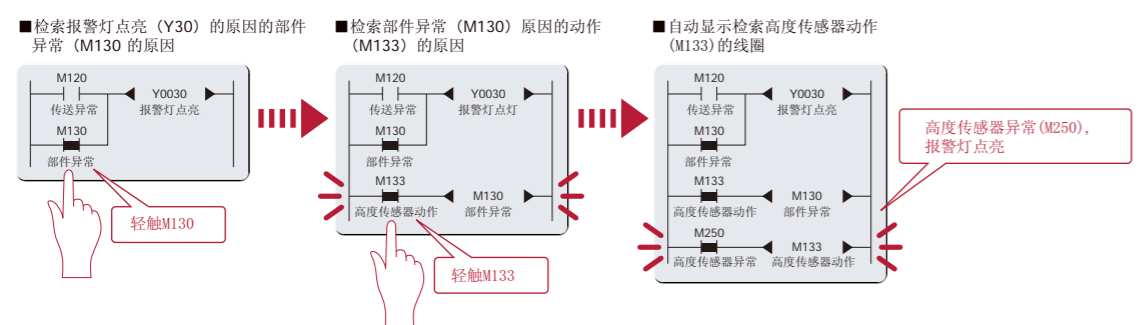 ■检索报警灯点亮（Y30）的原因的部件
异常（M130 的原因
M120
Y0030
传送异常
报警灯点亮
M130
部件异常
轻触M130
■检索部件异常（M130）原因的动作
（M133）的原因
M120
Y0030
传送异常
报警灯点灯
M130
部件异常
M133
M130
高度传感器动作
部件异常
轻触M133
■自动显示检索高度传感器动作
(M133)的线圈
M120
Y0030
传送异常
报警灯点亮
M130
部件异常
M133
M130
高度传感器动作
部件异常
M250
M133
高度传感器异常
高度传感器动作
高度传感器异常(M250),
报警灯点亮